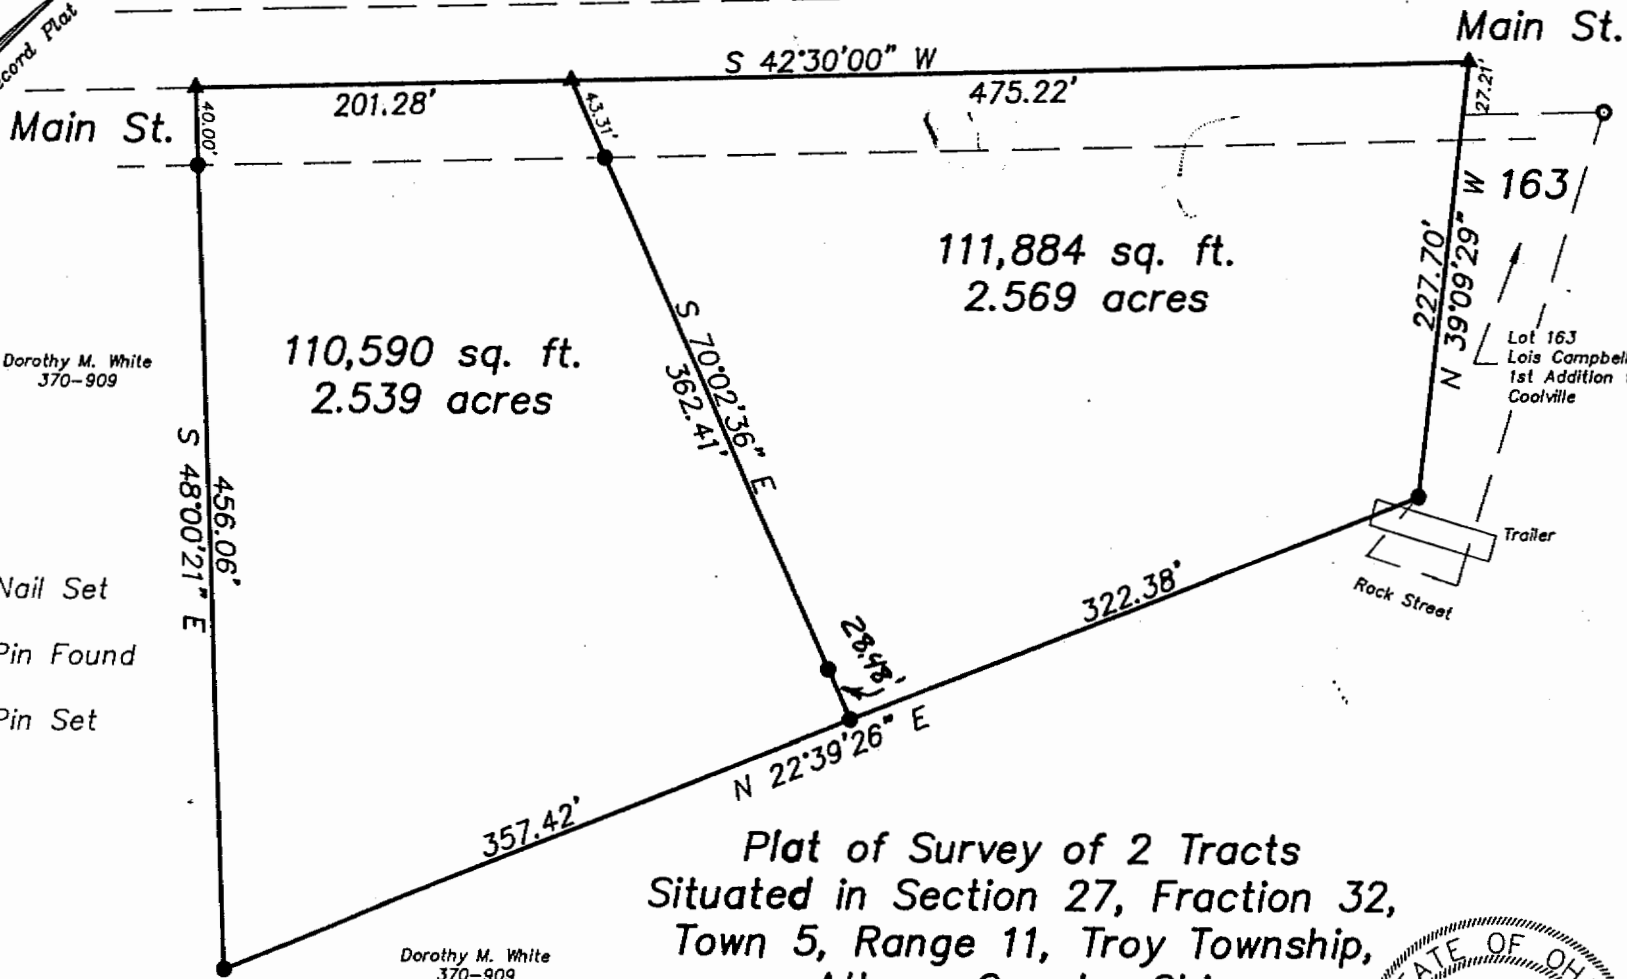 cord Plat
Main St.
S 42°30'00" W
Main St.
201.28'
475.22'
40.00'
43.31'
27.21'
163
111,884 sq. ft.
2.569 acres
227.70'
N 39°09'29" W
Dorothy M. White
370-909
110,590 sq. ft.
2.539 acres
S 70°02'36" E
362.41'
Lot 163
Lois Campbell
1st Addition
Coolville
S 48°00'21" E
456.06'
Trailer
Rock Street
Nail Set
Pin Found
Pin Set
322.38'
28.48'
N 22°39'26" E
357.42'
Plat of Survey of 2 Tracts
Situated in Section 27, Fraction 32,
Town 5, Range 11, Troy Township,
Dorothy M. White
370-909
ATE OF OH